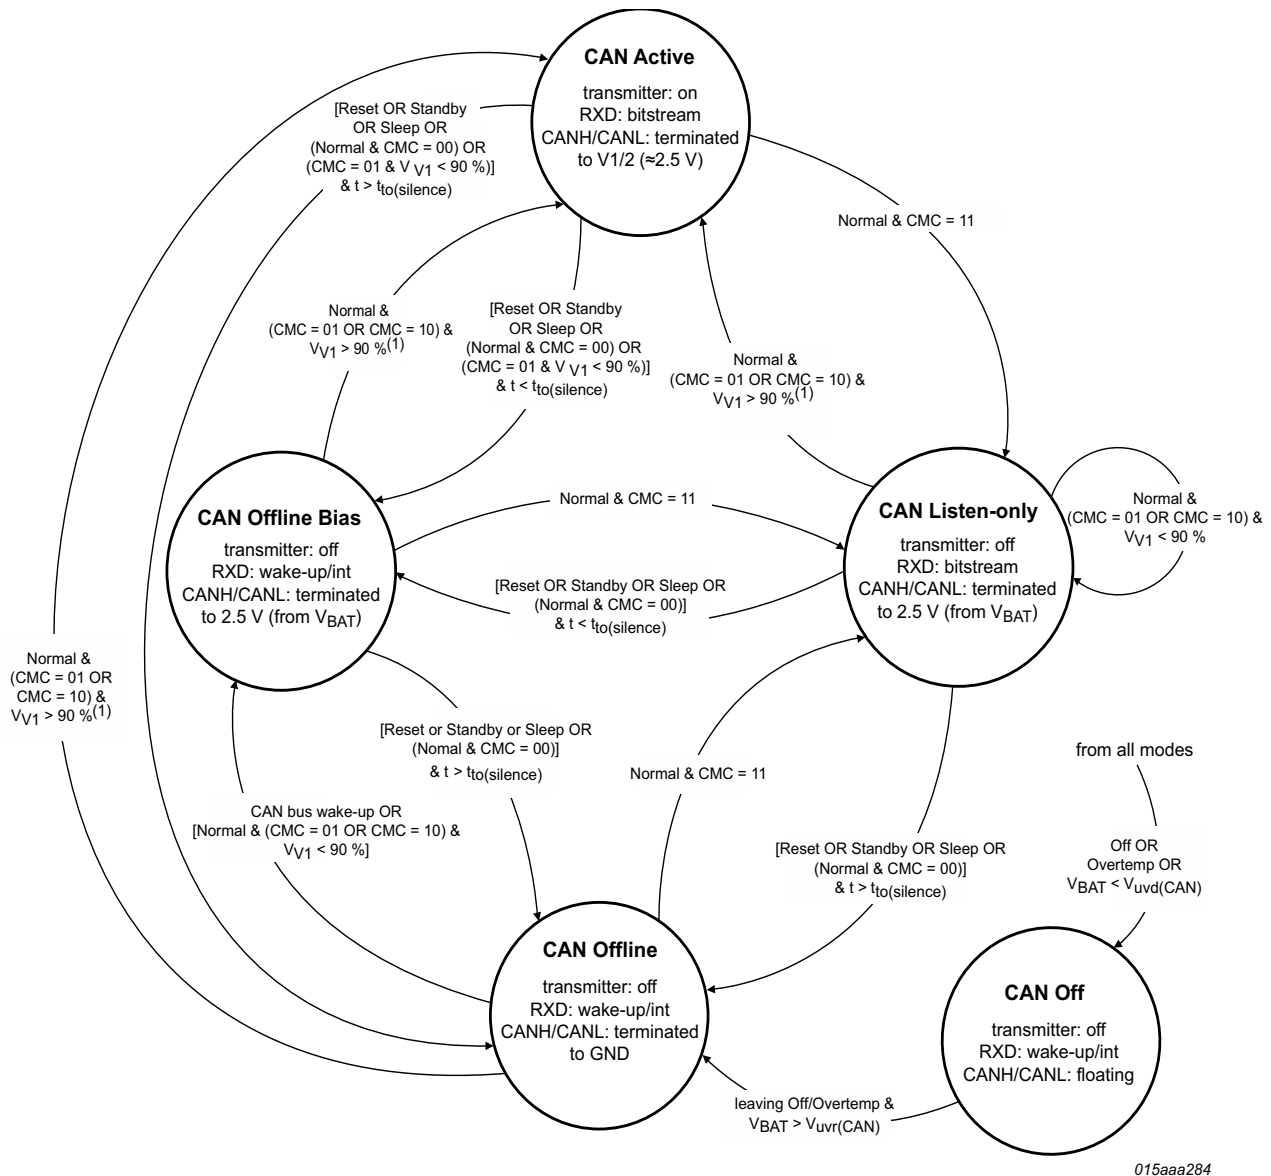 CAN Active
transmitter: on
RXD: bitstream
CANH/CANL: terminated
to V1/2 (≈2.5 V)
[Reset OR Standby
OR Sleep OR
(Normal & CMC = 00) OR
(CMC = 01 & V V1 < 90 %)]
& t > tto(silence)
Normal & CMC = 11
Normal &
(CMC = 01 OR CMC = 10) &
VV1 > 90 %(1)
[Reset OR Standby
OR Sleep OR
(Normal & CMC = 00) OR
(CMC = 01 & V V1 < 90 %)]
& t < tto(silence)
Normal &
(CMC = 01 OR CMC = 10) &
VV1 > 90 %(1)
CAN Offline Bias
transmitter: off
RXD: wake-up/int
CANH/CANL: terminated
to 2.5 V (from VBAT)
Normal & CMC = 11
[Reset OR Standby OR Sleep OR
(Normal & CMC = 00)]
& t < tto(silence)
CAN Listen-only
transmitter: off
RXD: bitstream
CANH/CANL: terminated
to 2.5 V (from VBAT)
Normal &
(CMC = 01 OR CMC = 10) &
VV1 < 90 %
Normal &
(CMC = 01 OR
CMC = 10) &
VV1 > 90 %(1)
[Reset or Standby or Sleep OR
(Nomal & CMC = 00)]
& t > tto(silence)
Normal & CMC = 11
from all modes
CAN bus wake-up OR
[Normal & (CMC = 01 OR CMC = 10) &
VV1 < 90 %]
[Reset OR Standby OR Sleep OR
(Normal & CMC = 00)]
& t > tto(silence)
Off OR
Overtemp OR
VBAT < Vuvd(CAN)
CAN Offline
transmitter: off
RXD: wake-up/int
CANH/CANL: terminated
to GND
CAN Off
transmitter: off
RXD: wake-up/int
CANH/CANL: floating
leaving Off/Overtemp &
VBAT > Vuvr(CAN)
015aaa284